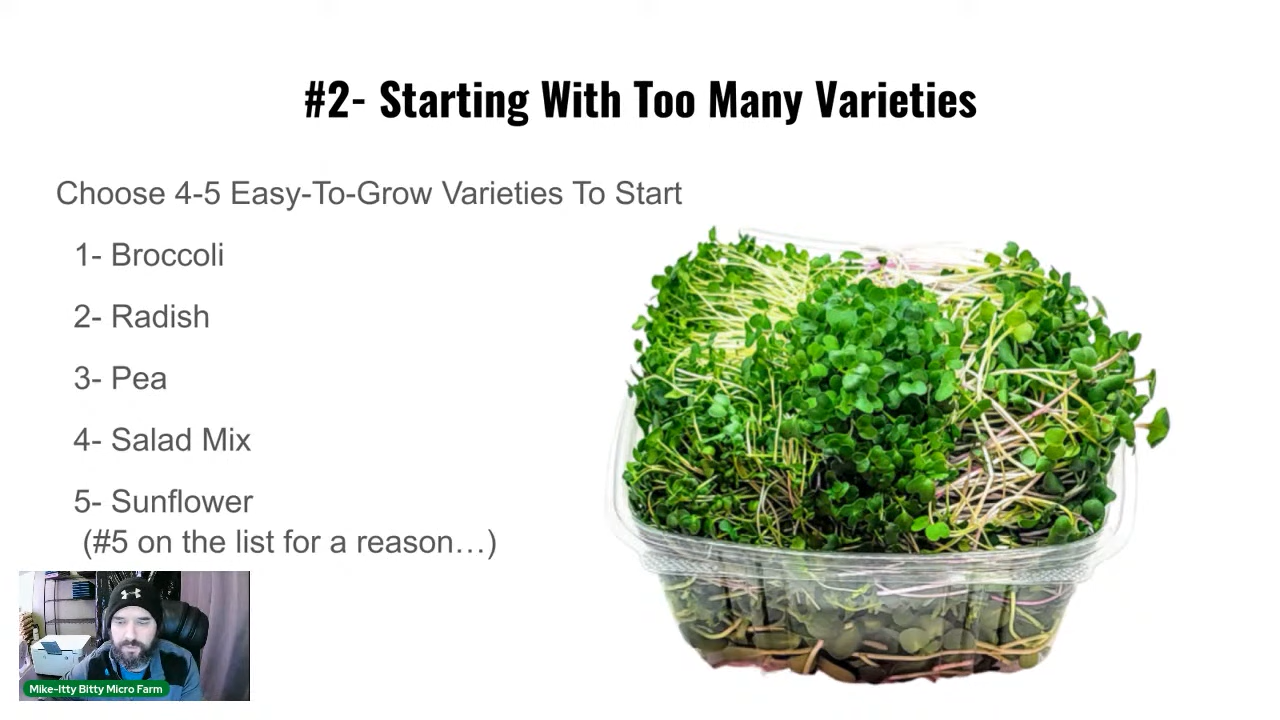 #2- Starting With Too Many Varieties
Choose 4-5 Easy-To-Grow Varieties To Start
1- Broccoli
2- Radish
3- Pea
4- Salad Mix
5- Sunflower
(#5 on the list for a reason…)
Mike-Itty Bitty Micro Farm